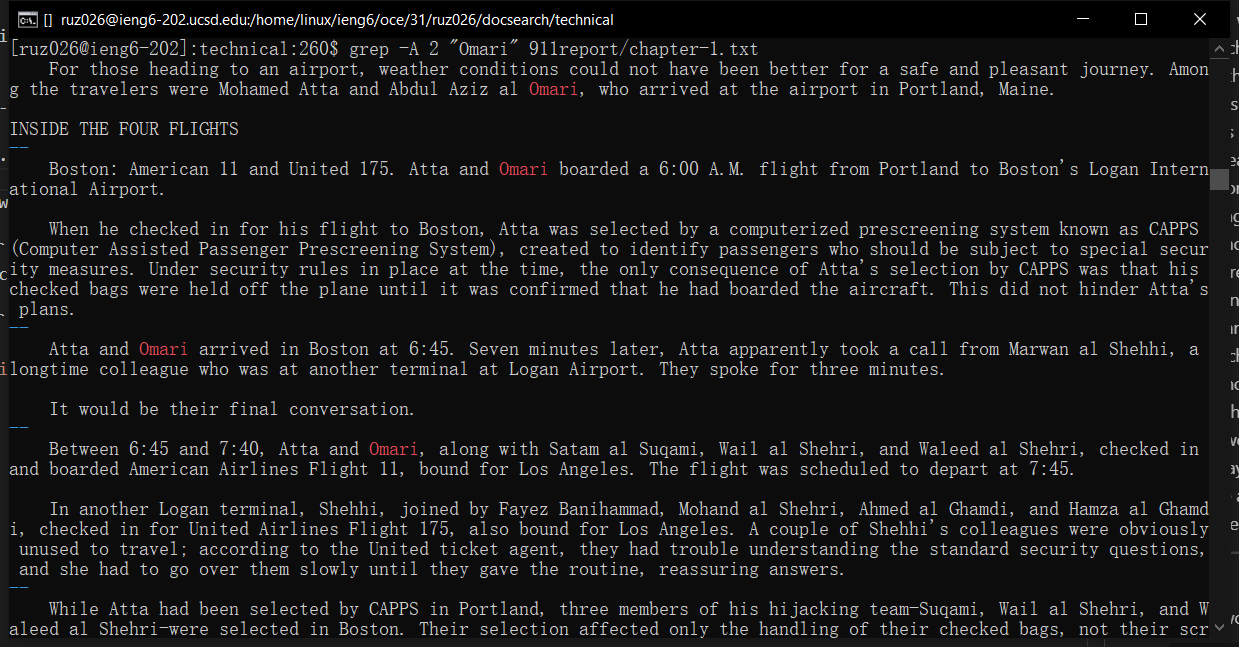 [] ruz026@ieng6-202.ucsd.edu:/home/linux/ieng6/oce/31/ruz026/docsearch/technical
[ruz026@ieng6-202]:technical:260$ grep -A 2 "Omari" 911report/chapter-1.txt
For those heading to an airport, weather conditions could not have been better for a safe and pleasant journey. Amon
g the travelers were Mohamed Atta and Abdul Aziz al Omari, who arrived at the airport in Portland, Maine.
INSIDE THE FOUR FLIGHTS
--
Boston: American 11 and United 175. Atta and Omari boarded a 6:00 A.M. flight from Portland to Boston's Logan Intern
ational Airport.
When he checked in for his flight to Boston, Atta was selected by a computerized prescreening system known as CAPPS
(Computer Assisted Passenger Prescreening System), created to identify passengers who should be subject to special secur
ity measures. Under security rules in place at the time, the only consequence of Atta's selection by CAPPS was that his
checked bags were held off the plane until it was confirmed that he had boarded the aircraft. This did not hinder Atta's
plans.
--
Atta and Omari arrived in Boston at 6:45. Seven minutes later, Atta apparently took a call from Marwan al Shehhi, a
longtime colleague who was at another terminal at Logan Airport. They spoke for three minutes.
It would be their final conversation.
--
Between 6:45 and 7:40, Atta and Omari, along with Satam al Suqami, Wail al Shehri, and Waleed al Shehri, checked in
and boarded American Airlines Flight 11, bound for Los Angeles. The flight was scheduled to depart at 7:45.
In another Logan terminal, Shehhi, joined by Fayez Banihammad, Mohand al Shehri, Ahmed al Ghamdi, and Hamza al Ghamd
i, checked in for United Airlines Flight 175, also bound for Los Angeles. A couple of Shehhi's colleagues were obviously
unused to travel; according to the United ticket agent, they had trouble understanding the standard security questions,
and she had to go over them slowly until they gave the routine, reassuring answers.
--
While Atta had been selected by CAPPS in Portland, three members of his hijacking team-Suqami, Wail al Shehri, and W
aleed al Shehri-were selected in Boston. Their selection affected only the handling of their checked bags, not their scr